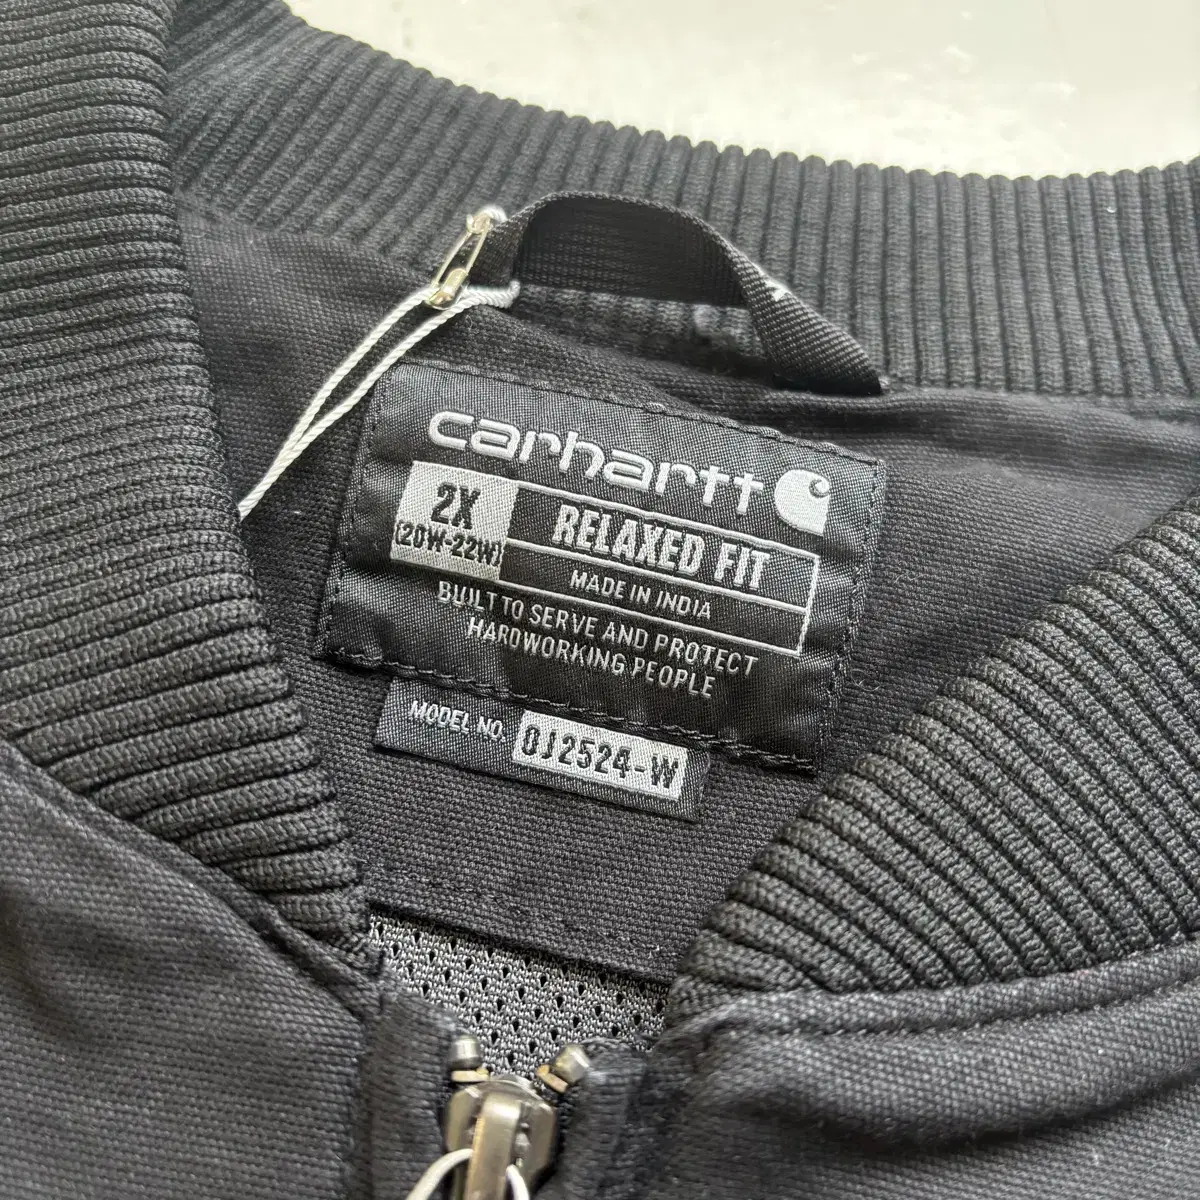 carhartt
2X
(20W-22W)
RELAXED FIT
MADE IN INDIA
BUILT TO SERVE AND PROTECT
HARDWORKING PEOPLE
MODEL NO. OJ2524-W